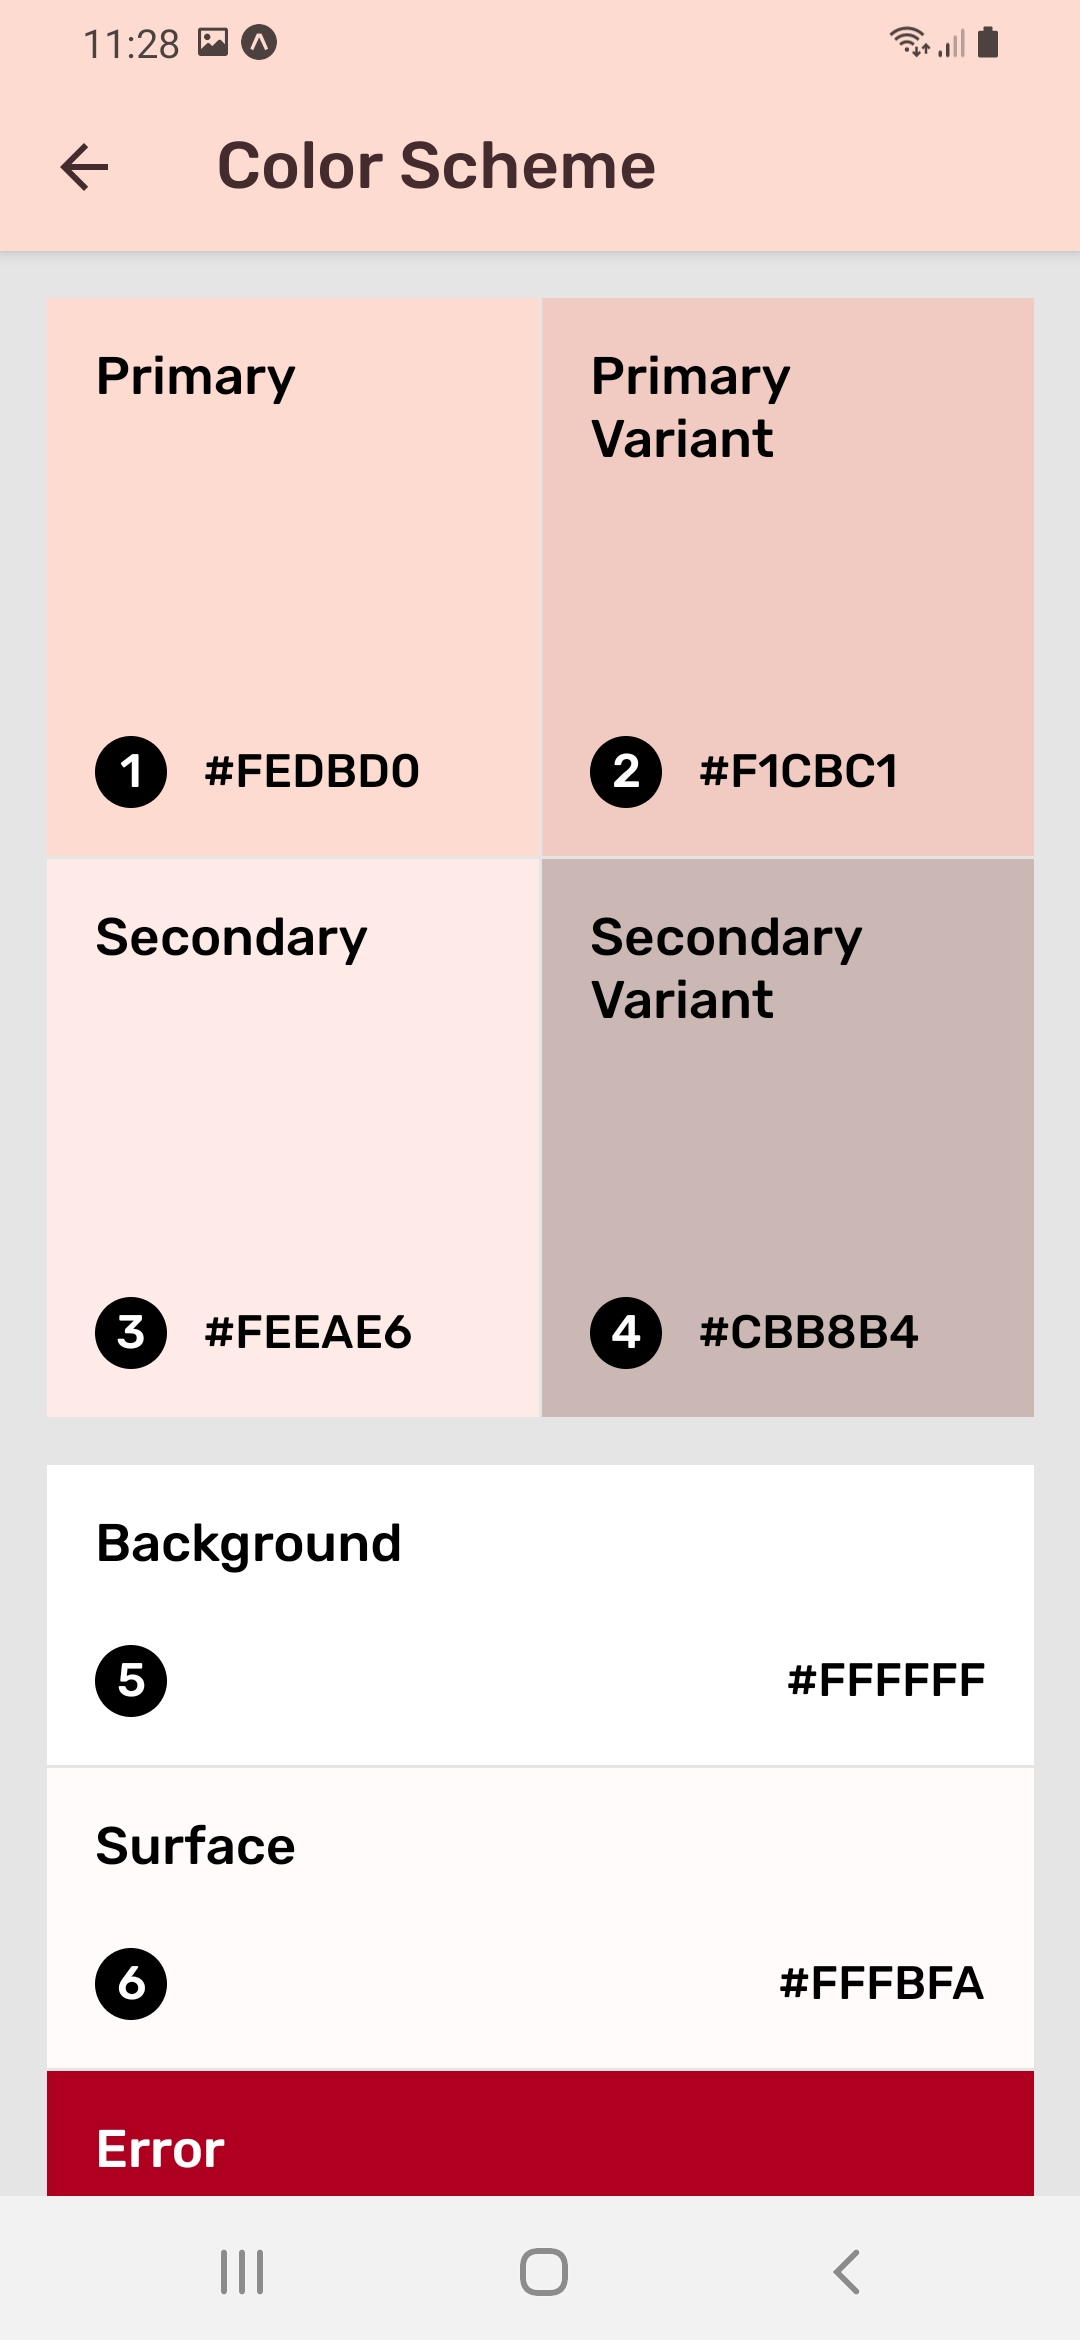 11:28
Color Scheme
Primary
1 #FEDBD0
Primary
Variant
2 #F1CBC1
Secondary
3 #FEEAE6
Secondary
Variant
4 #CBB8B4
Background
5 #FFFFFF
Surface
6 #FFFBFA
Error